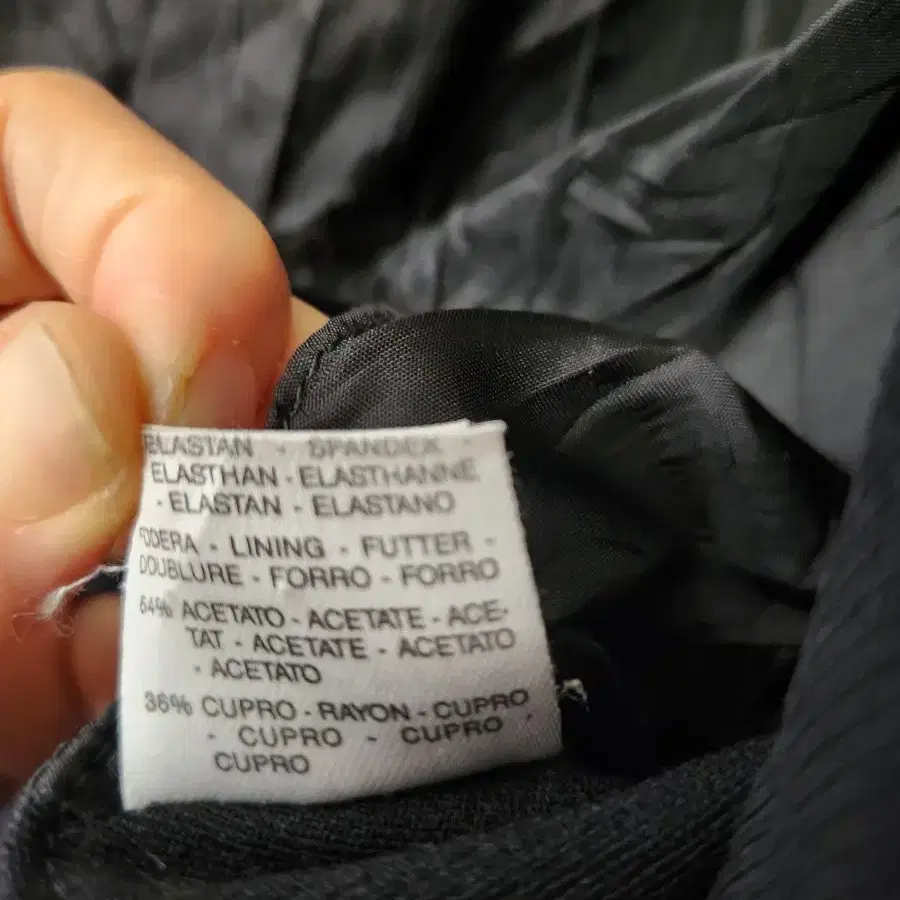 ELASTAN - SPANDEX -
ELASTHAN - ELASTHANNE
- ELASTAN - ELASTANO
FODERA - LINING - FUTTER -
DOUBLURE - FORRO - FORRO
64% ACETATO - ACETATE - ACE-
TAT - ACETATE - ACETATO
- ACETATO
36% CUPRO - RAYON - CUPRO
- CUPRO - CUPRO -
CUPRO